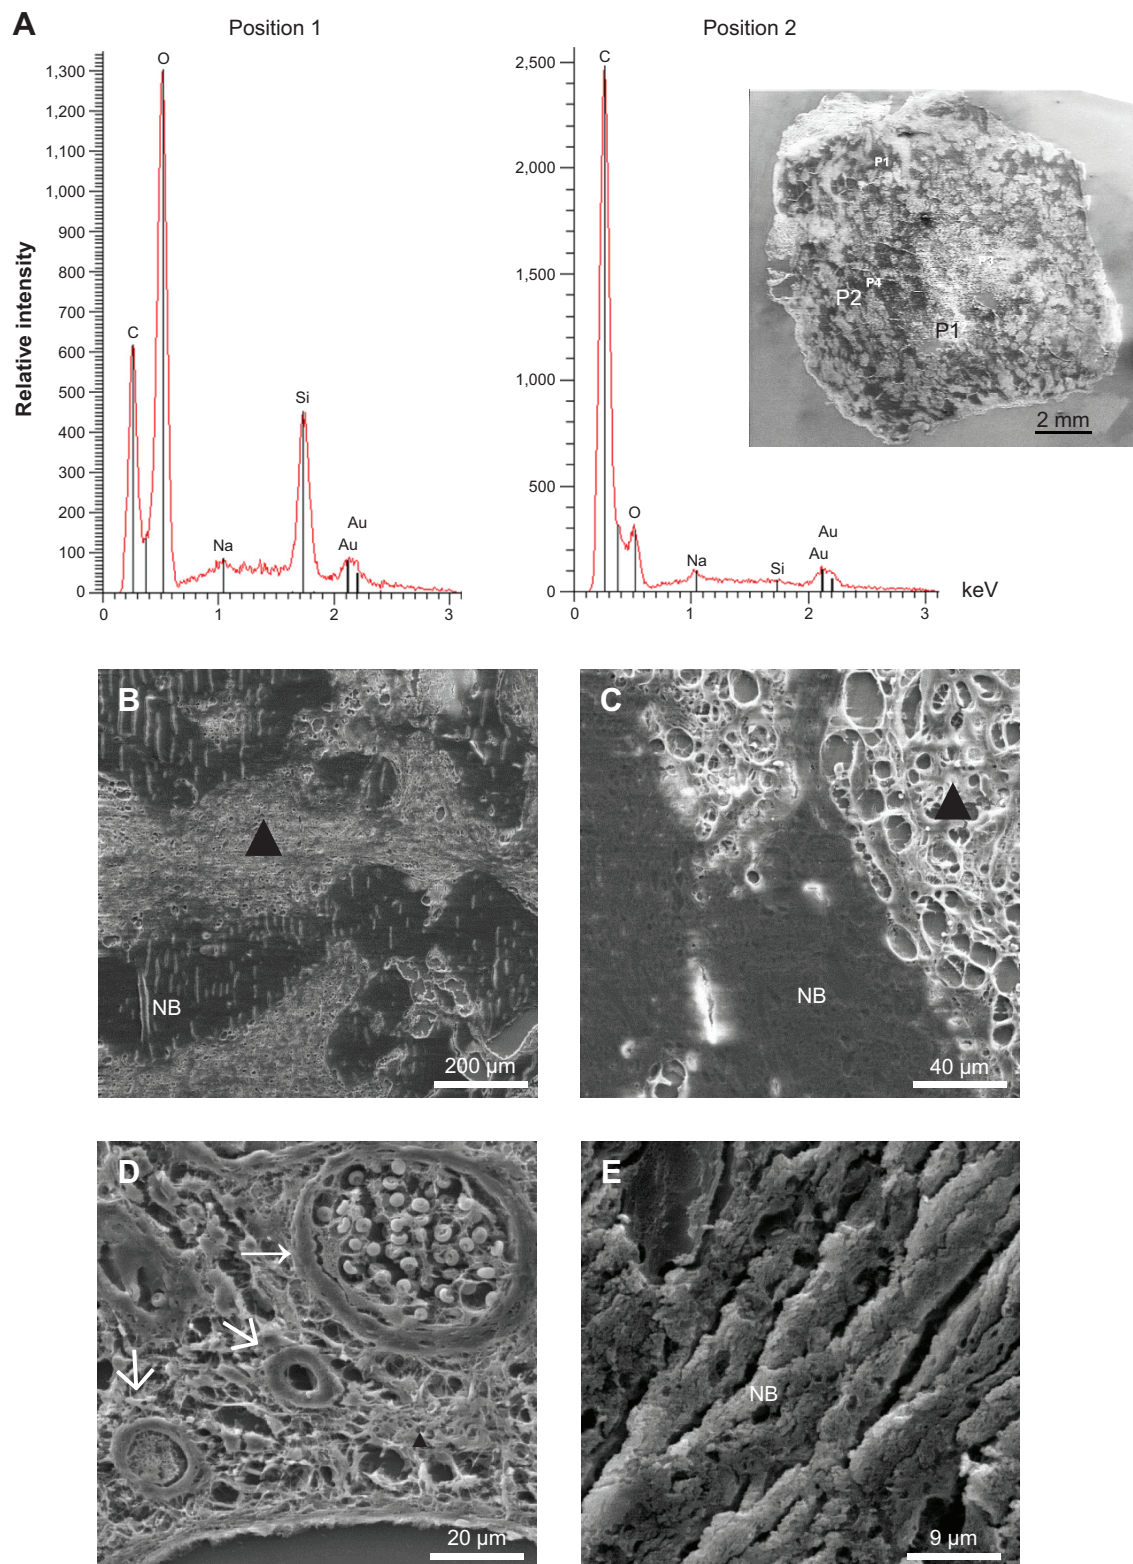 A
Position 1
Position 2
Relative intensity
1,300
1,200
1,100
1,000
900
800
700
600
500
400
300
200
100
0
C
O
Na
Si
Au
Au
0
1
2
3
2,500
2,000
1,500
1,000
500
0
C
O
Na
Si
Au
Au
0
1
2
3
keV
P1
P3
P4
P2
P1
2 mm
B
NB
200 µm
C
NB
40 µm
D
20 µm
E
NB
9 µm